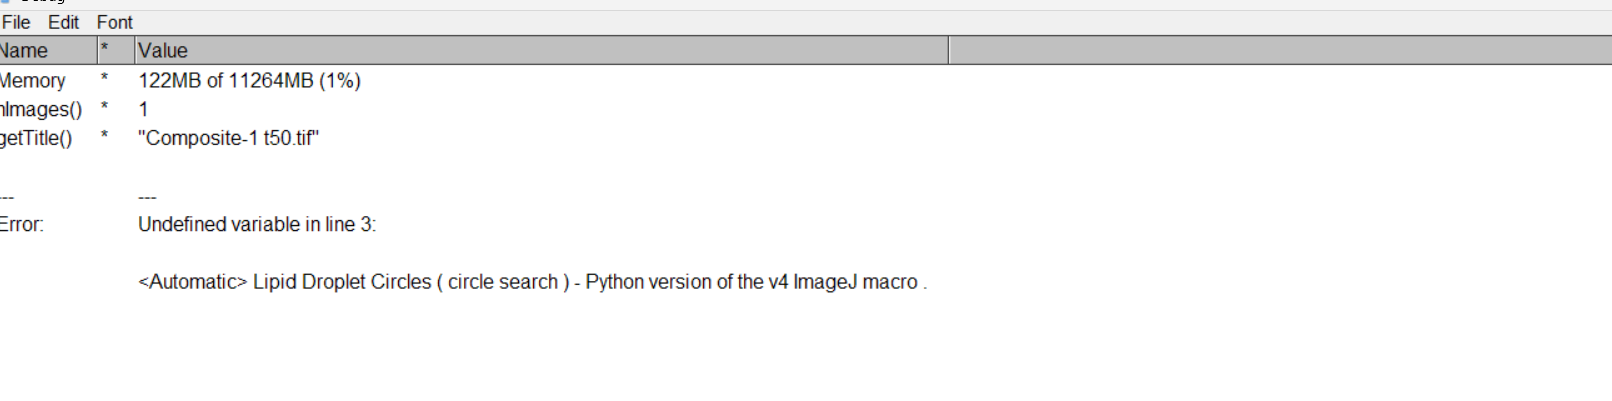 File Edit Font
Name * Value
Memory * 122MB of 11264MB (1%)
nImages() * 1
getTitle() * "Composite-1 t50.tif"
--- ---
Error: Undefined variable in line 3:
<Automatic> Lipid Droplet Circles ( circle search ) - Python version of the v4 ImageJ macro .